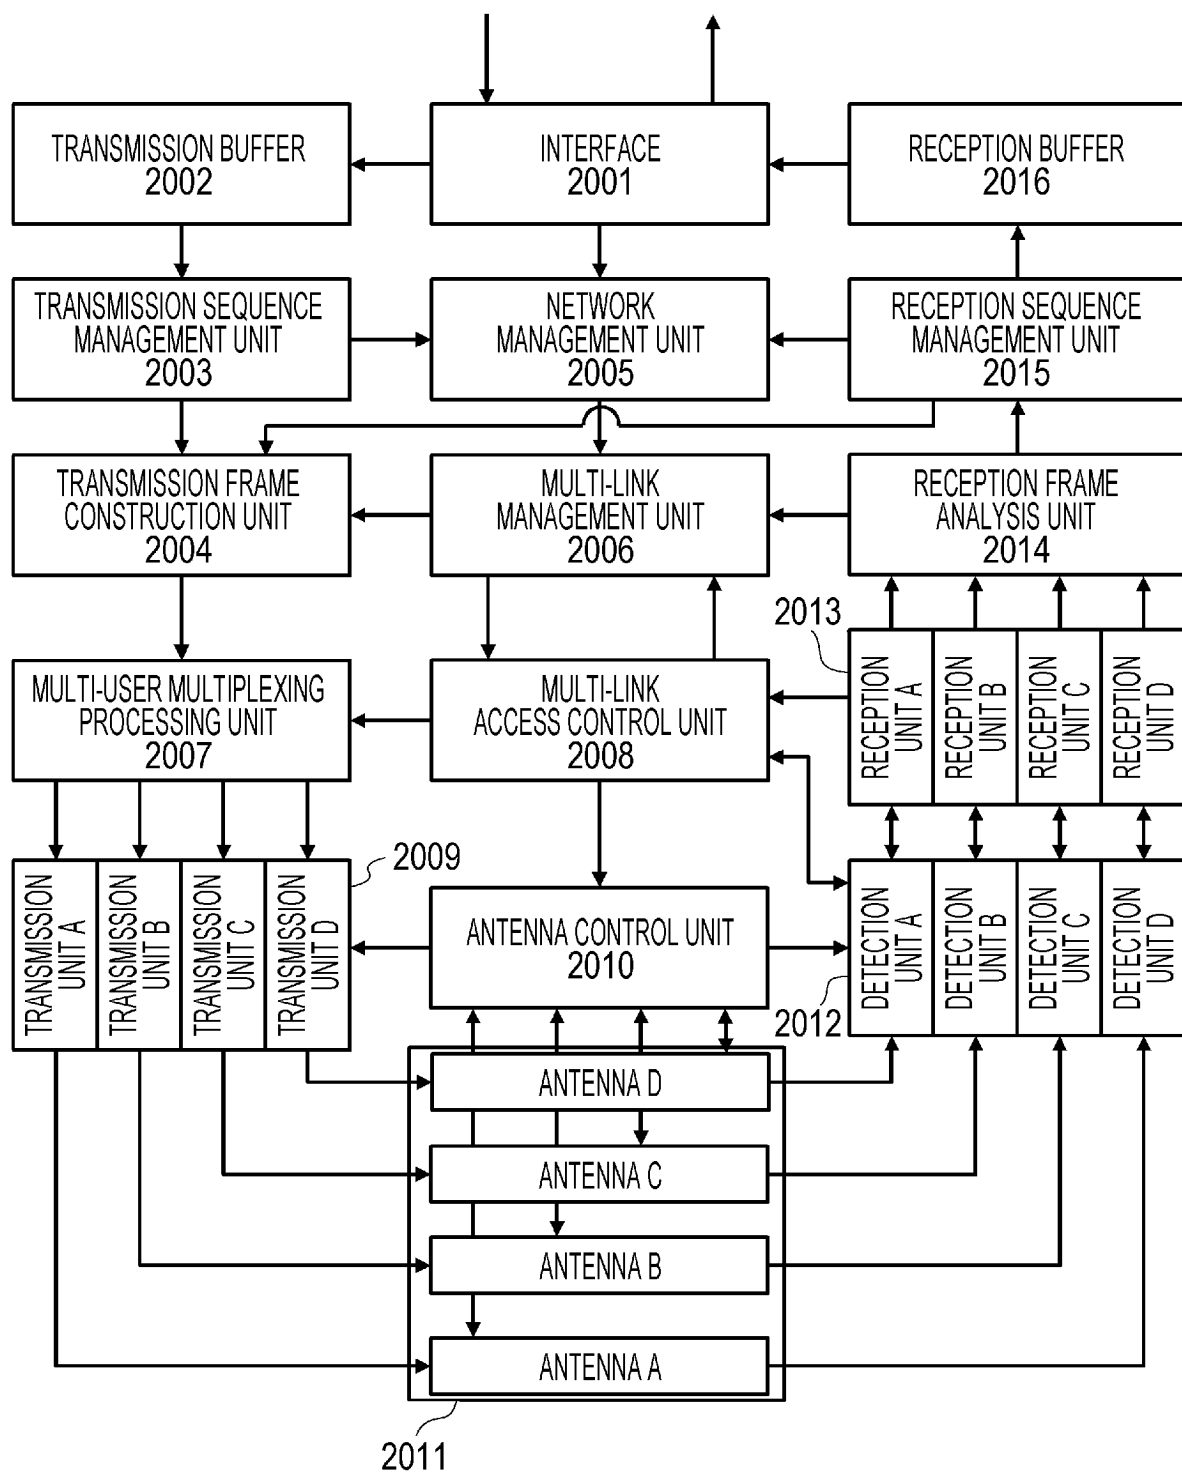 TRANSMISSION BUFFER
2002
INTERFACE
2001
RECEPTION BUFFER
2016
TRANSMISSION SEQUENCE
MANAGEMENT UNIT
2003
NETWORK
MANAGEMENT UNIT
2005
RECEPTION SEQUENCE
MANAGEMENT UNIT
2015
TRANSMISSION FRAME
CONSTRUCTION UNIT
2004
MULTI-LINK
MANAGEMENT UNIT
2006
RECEPTION FRAME
ANALYSIS UNIT
2014
2013
MULTI-USER MULTIPLEXING
PROCESSING UNIT
2007
MULTI-LINK
ACCESS CONTROL UNIT
2008
RECEPTION
UNIT A
RECEPTION
UNIT B
RECEPTION
UNIT C
RECEPTION
UNIT D
2009
TRANSMISSION
UNIT A
TRANSMISSION
UNIT B
TRANSMISSION
UNIT C
TRANSMISSION
UNIT D
ANTENNA CONTROL UNIT
2010
2012
DETECTION
UNIT A
DETECTION
UNIT B
DETECTION
UNIT C
DETECTION
UNIT D
ANTENNA D
ANTENNA C
ANTENNA B
ANTENNA A
2011